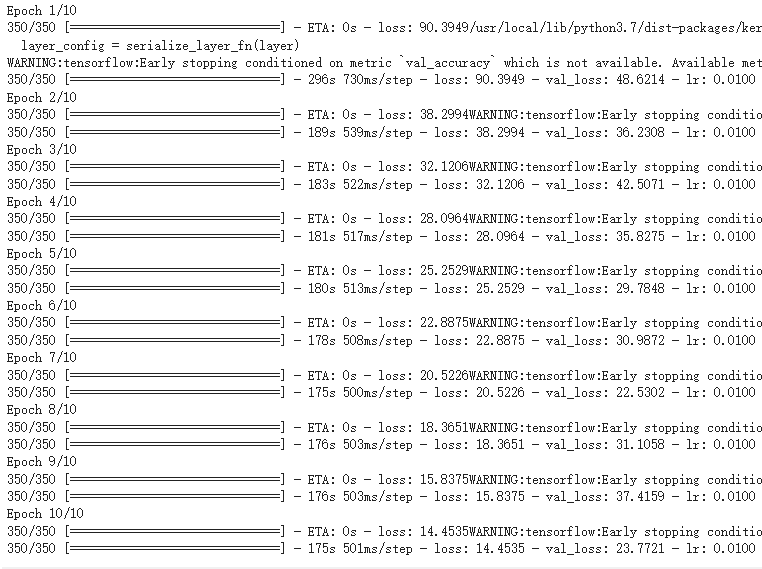 Epoch 1/10
350/350 [==============================] - ETA: 0s - loss: 90.3949/usr/local/lib/python3.7/dist-packages/ker
layer_config = serialize_layer_fn(layer)
WARNING:tensorflow:Early stopping conditioned on metric `val_accuracy` which is not available. Available met
350/350 [==============================] - 296s 730ms/step - loss: 90.3949 - val_loss: 48.6214 - lr: 0.0100
Epoch 2/10
350/350 [==============================] - ETA: 0s - loss: 38.2994WARNING:tensorflow:Early stopping conditio
350/350 [==============================] - 189s 539ms/step - loss: 38.2994 - val_loss: 36.2308 - lr: 0.0100
Epoch 3/10
350/350 [==============================] - ETA: 0s - loss: 32.1206WARNING:tensorflow:Early stopping conditio
350/350 [==============================] - 183s 522ms/step - loss: 32.1206 - val_loss: 42.5071 - lr: 0.0100
Epoch 4/10
350/350 [==============================] - ETA: 0s - loss: 28.0964WARNING:tensorflow:Early stopping conditio
350/350 [==============================] - 181s 517ms/step - loss: 28.0964 - val_loss: 35.8275 - lr: 0.0100
Epoch 5/10
350/350 [==============================] - ETA: 0s - loss: 25.2529WARNING:tensorflow:Early stopping conditio
350/350 [==============================] - 180s 513ms/step - loss: 25.2529 - val_loss: 29.7848 - lr: 0.0100
Epoch 6/10
350/350 [==============================] - ETA: 0s - loss: 22.8875WARNING:tensorflow:Early stopping conditio
350/350 [==============================] - 178s 508ms/step - loss: 22.8875 - val_loss: 30.9872 - lr: 0.0100
Epoch 7/10
350/350 [==============================] - ETA: 0s - loss: 20.5226WARNING:tensorflow:Early stopping conditio
350/350 [==============================] - 175s 500ms/step - loss: 20.5226 - val_loss: 22.5302 - lr: 0.0100
Epoch 8/10
350/350 [==============================] - ETA: 0s - loss: 18.3651WARNING:tensorflow:Early stopping conditio
350/350 [==============================] - 176s 503ms/step - loss: 18.3651 - val_loss: 31.1058 - lr: 0.0100
Epoch 9/10
350/350 [==============================] - ETA: 0s - loss: 15.8375WARNING:tensorflow:Early stopping conditio
350/350 [==============================] - 176s 503ms/step - loss: 15.8375 - val_loss: 37.4159 - lr: 0.0100
Epoch 10/10
350/350 [==============================] - ETA: 0s - loss: 14.4535WARNING:tensorflow:Early stopping conditio
350/350 [==============================] - 175s 501ms/step - loss: 14.4535 - val_loss: 23.7721 - lr: 0.0100